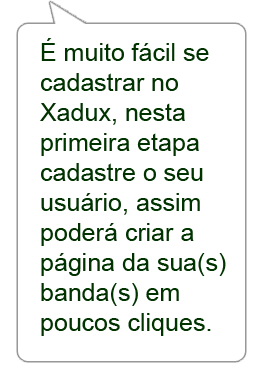 É muito fácil se
cadastrar no
Xadux, nesta
primeira etapa
cadastre o seu
usuário, assim
poderá criar a
página da sua(s)
banda(s) em
poucos cliques.